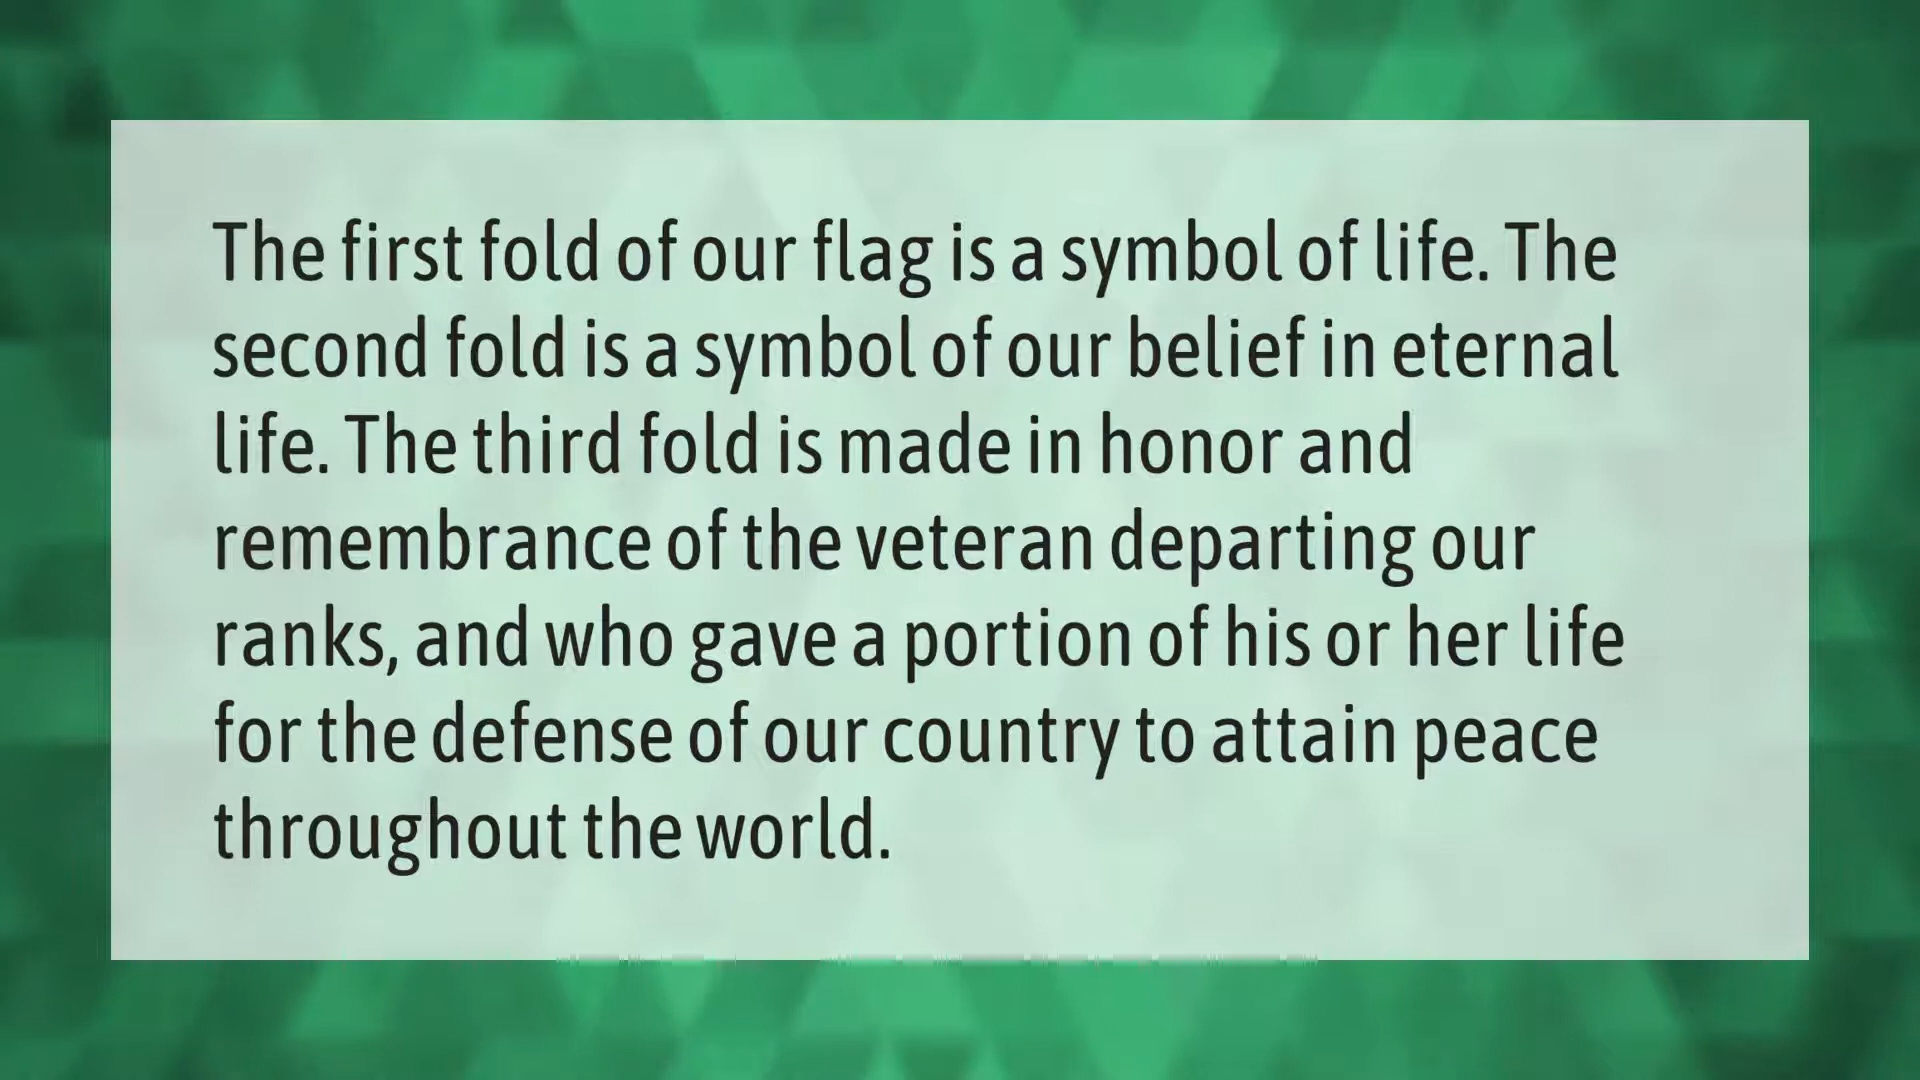 The first fold of our flag is a symbol of life. The
second fold is a symbol of our belief in eternal
life. The third fold is made in honor and
remembrance of the veteran departing our
ranks, and who gave a portion of his or her life
for the defense of our country to attain peace
throughout the world.